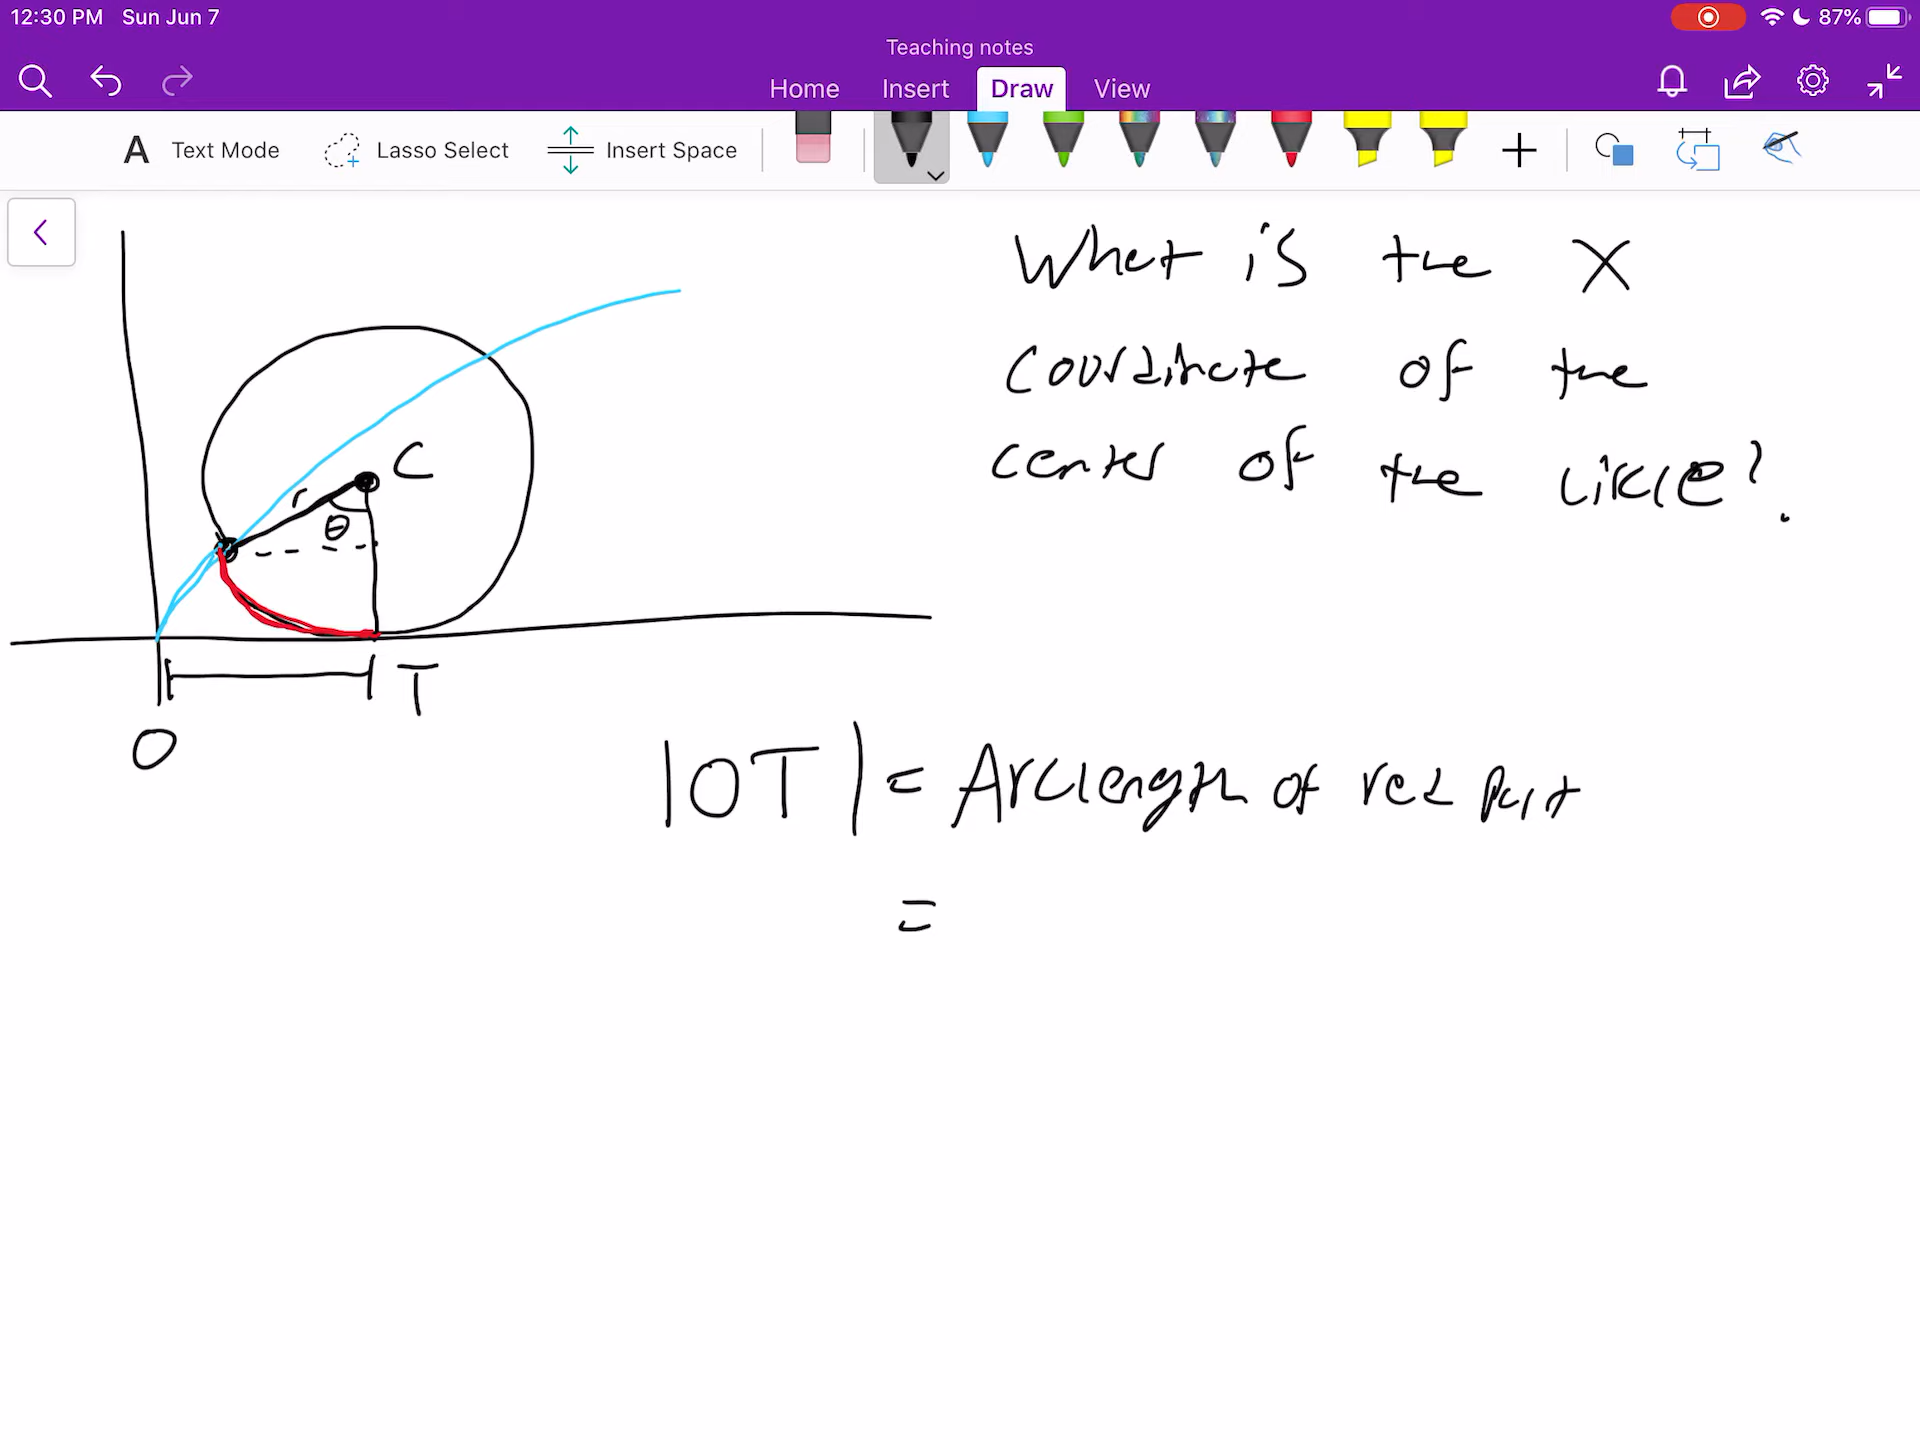 12:30 PM Sun Jun 7
87%
Teaching notes
Home Insert Draw View
A Text Mode Lasso Select Insert Space
What is the X
coordinate of the
center of the circle?
C
r
θ
T
O
|OT| = Arclength of red part
=